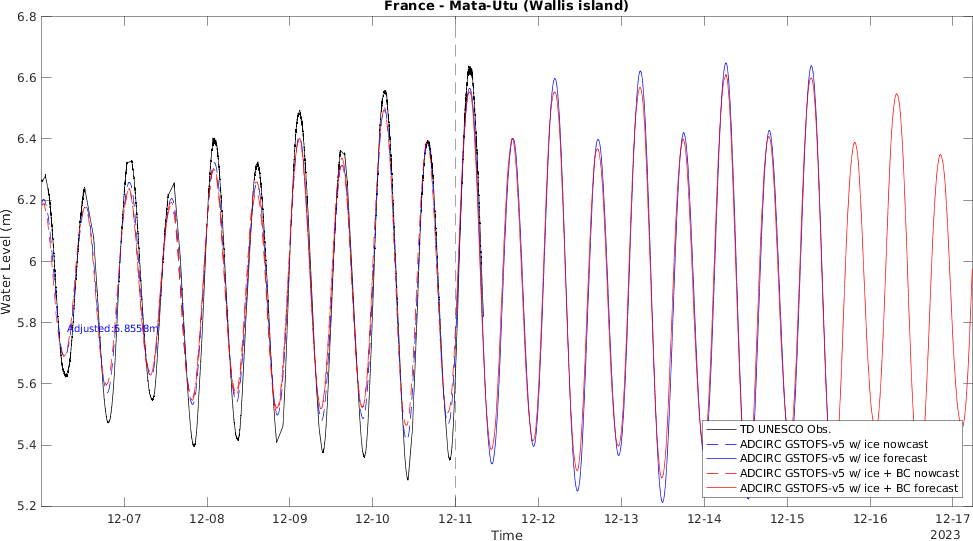 France - Mata-Utu (Wallis island)
6.8
6.6
6.4
6.2
6
5.8
5.6
5.4
5.2
Water Level (m)
Adjusted:5.8558m
TD UNESCO Obs.
ADCIRC GSTOFS-v5 w/ ice nowcast
ADCIRC GSTOFS-v5 w/ ice forecast
ADCIRC GSTOFS-v5 w/ ice + BC nowcast
ADCIRC GSTOFS-v5 w/ ice + BC forecast
12-07 12-08 12-09 12-10 12-11 12-12 12-13 12-14 12-15 12-16 12-17
Time
2023